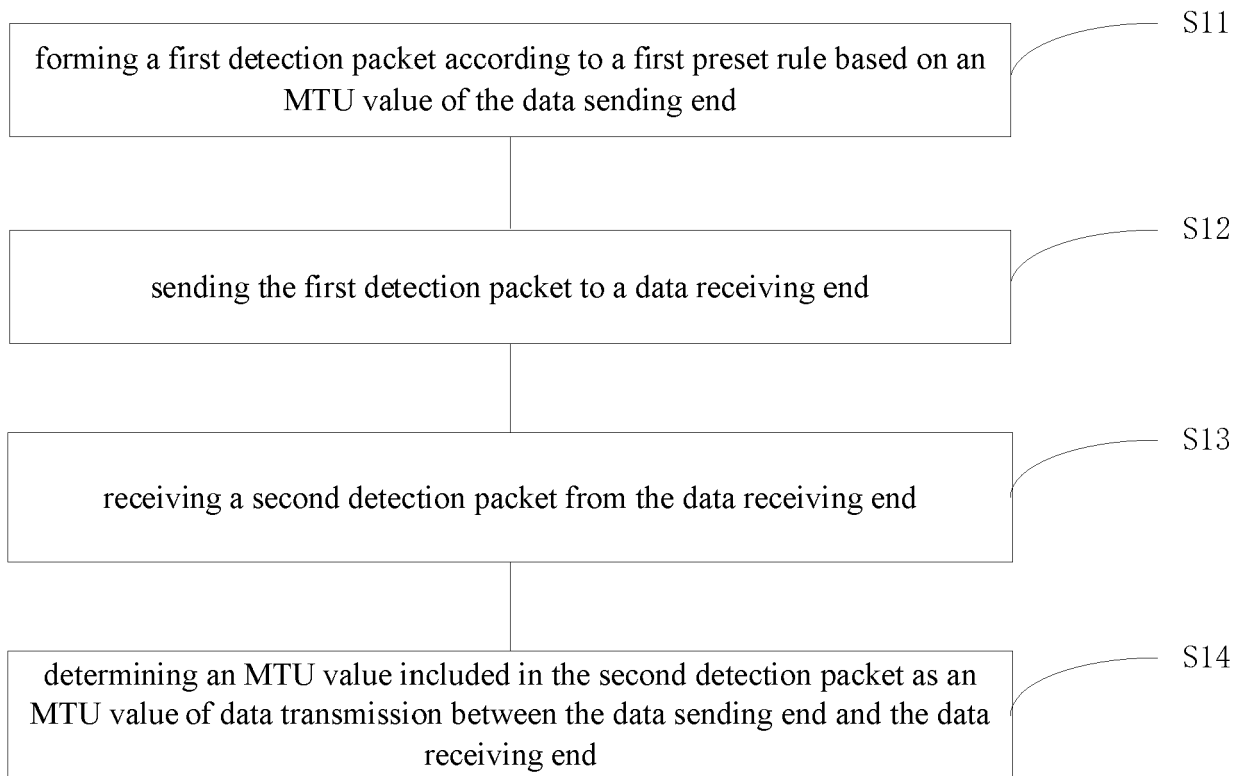 S11
forming a first detection packet according to a first preset rule based on an
MTU value of the data sending end
S12
sending the first detection packet to a data receiving end
S13
receiving a second detection packet from the data receiving end
S14
determining an MTU value included in the second detection packet as an
MTU value of data transmission between the data sending end and the data
receiving end